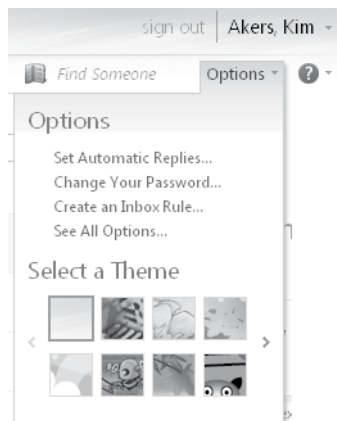 sign out | Akers, Kim
Find Someone Options ?
Options
Set Automatic Replies...
Change Your Password...
Create an Inbox Rule...
See All Options...
Select a Theme